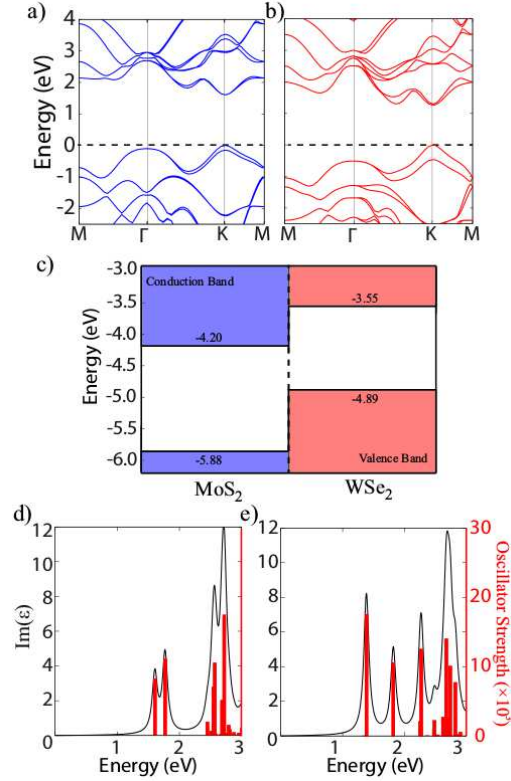 a)
b)
4
3
2
1
0
-1
-2
Energy (eV)
M Γ K M
M Γ K M
c)
-3.0
-3.5
-4.0
-4.5
-5.0
-5.5
-6.0
Energy (eV)
Conduction Band
-3.55
-4.20
-4.89
-5.88
Valence Band
MoS₂ WSe₂
d)
e)
12
10
8
6
4
2
0
Im(ε)
1 2 3
Energy (eV)
12
10
8
6
4
2
0
1 2 3
Energy (eV)
30
20
10
0
Oscillator Strength (×10³)